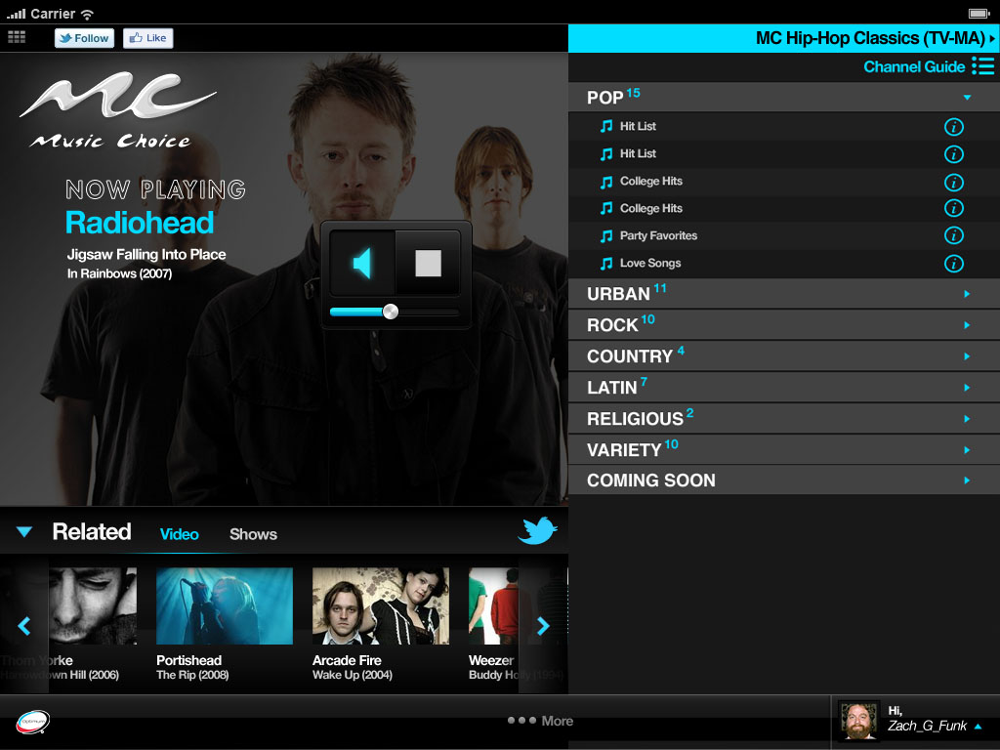 Carrier
Follow
Like
MC Hip-Hop Classics (TV-MA)
Channel Guide
MC
Music Choice
NOW PLAYING
Radiohead
Jigsaw Falling Into Place
In Rainbows (2007)
POP 15
Hit List
Hit List
College Hits
College Hits
Party Favorites
Love Songs
URBAN 11
ROCK 10
COUNTRY 4
LATIN 7
RELIGIOUS 2
VARIETY 10
COMING SOON
Related
Video
Shows
Thom Yorke
Harrowdown Hill (2006)
Portishead
The Rip (2008)
Arcade Fire
Wake Up (2004)
Weezer
Buddy Holly (1994)
optimum
More
Hi,
Zach_G_Funk